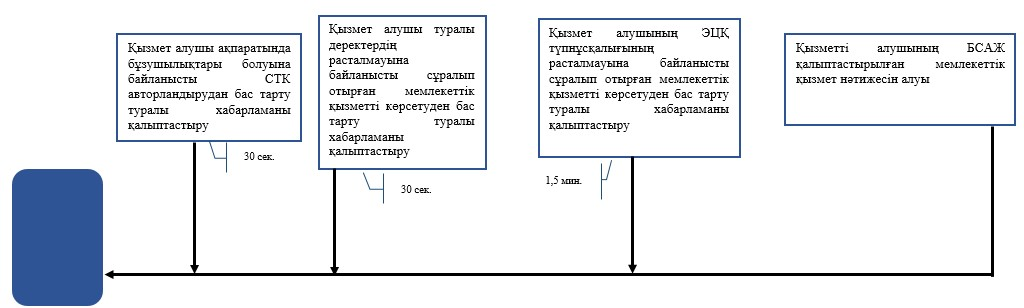 Қызмет алушы ақпаратында
бұзушылықтары болуына
байланысты СТК
авторландырудан бас тарту
туралы хабарламаны
қалыптастыру
30 сек.
Қызмет алушы туралы
деректердің
расталмауына
байланысты сұралып
отырған мемлекеттік
қызметті көрсетуден бас
тарту туралы
хабарламаны
қалыптастыру
30 сек.
Қызмет алушының ЭЦҚ
түпнұсқалығының
расталмауына байланысты
сұралып отырған мемлекеттік
қызметті көрсетуден бас тарту
туралы хабарламаны
қалыптастыру
1,5 мин.
Қызметті алушының БСАЖ
қалыптастырылған мемлекеттік
қызмет нәтижесін алуы